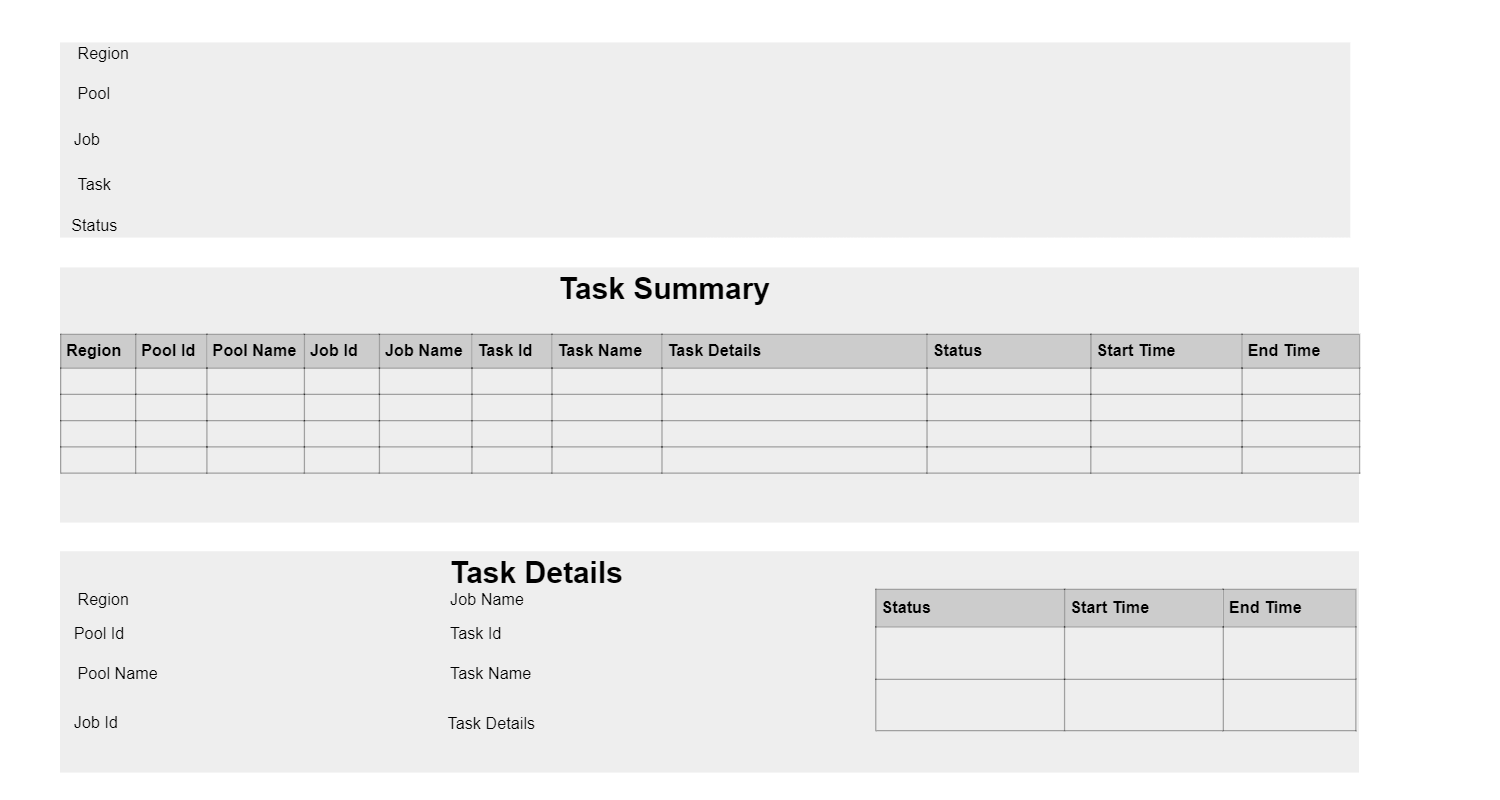 Region
Pool
Job
Task
Status
Task Summary
Region Pool Id Pool Name Job Id Job Name Task Id Task Name Task Details Status Start Time End Time
Task Details
Region Job Name
Status Start Time End Time
Pool Id Task Id
Pool Name Task Name
Job Id Task Details